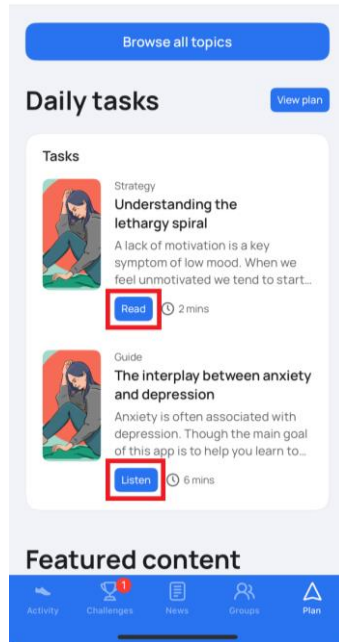 Browse all topics
Daily tasks
View plan
Tasks
Strategy
Understanding the
lethargy spiral
A lack of motivation is a key
symptom of low mood. When we
feel unmotivated we tend to start...
Read
2 mins
Guide
The interplay between anxiety
and depression
Anxiety is often associated with
depression. Though the main goal
of this app is to help you learn to...
Listen
6 mins
Featured content
1
Activity
Challenges
News
Groups
Plan